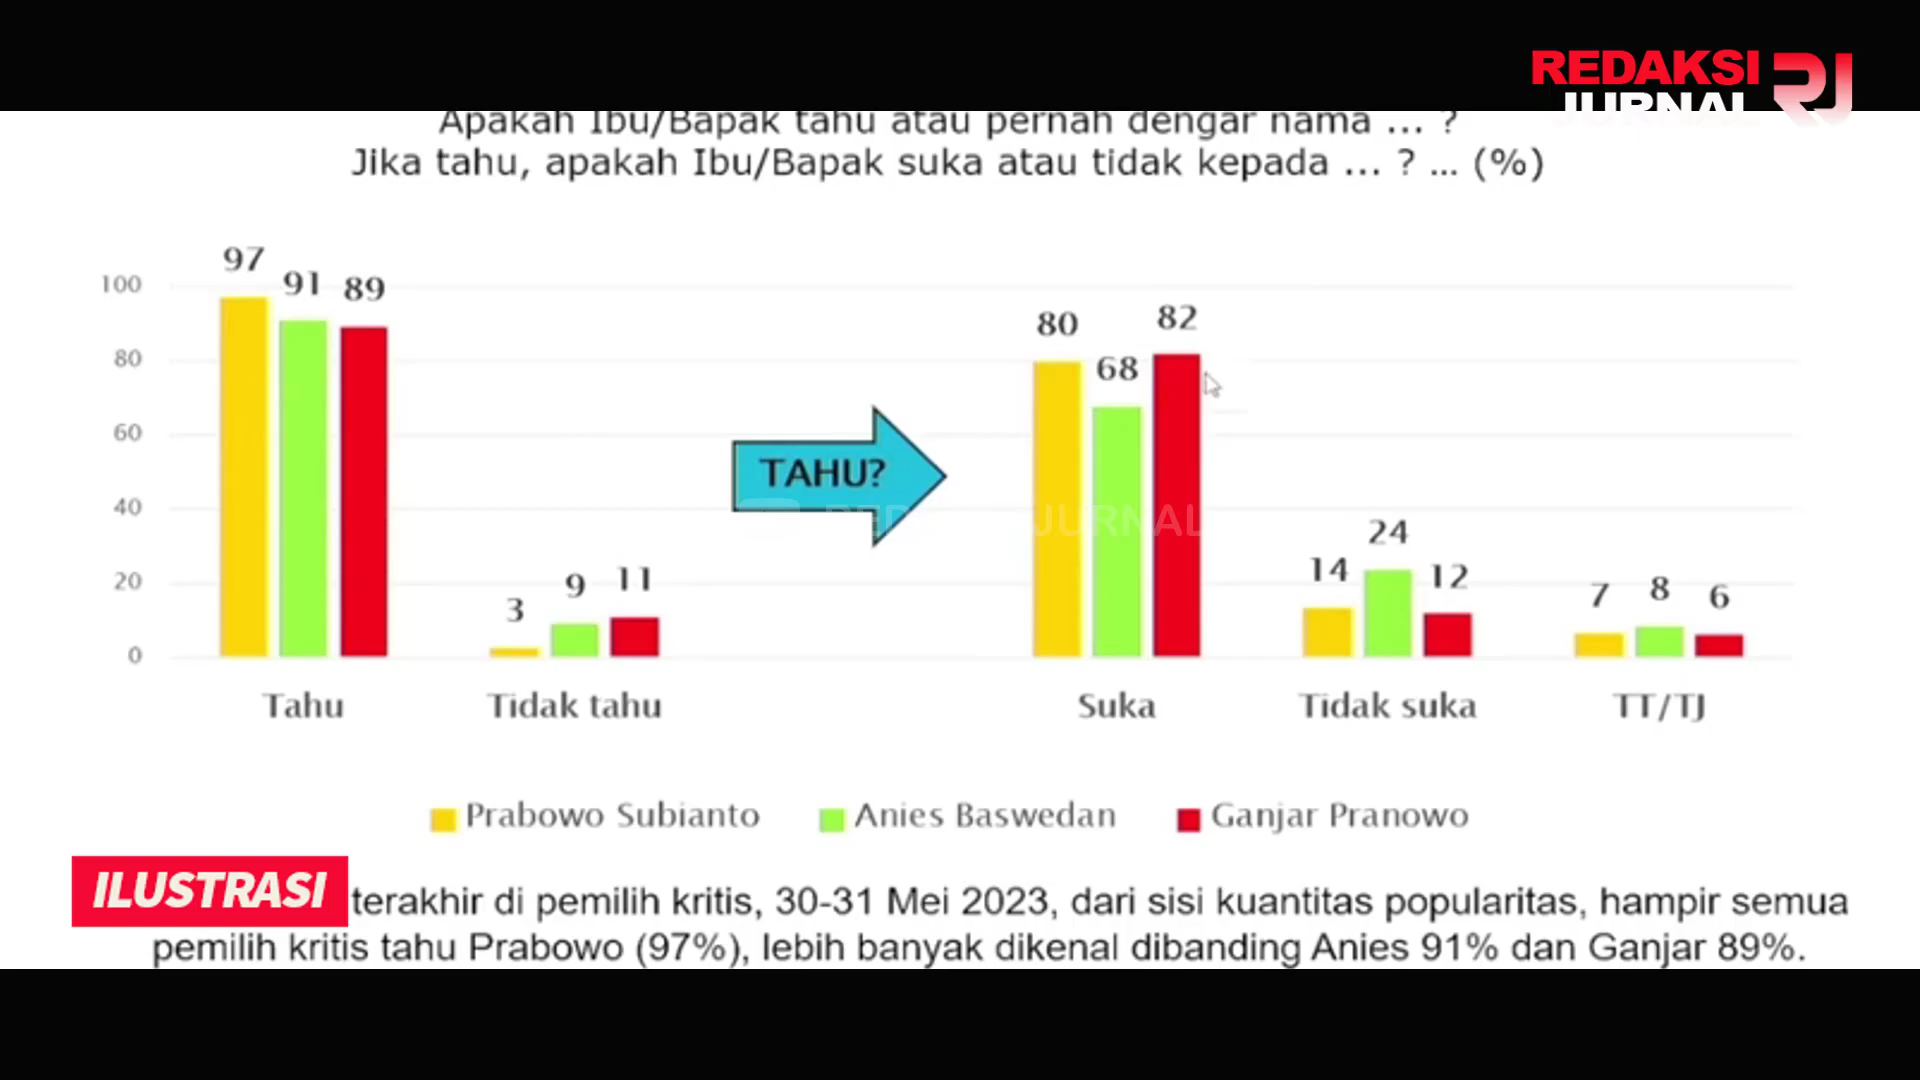 REDAKSI
JURNAL
RJ
Apakah Ibu/Bapak tahu atau pernah dengar nama ... ?
Jika tahu, apakah Ibu/Bapak suka atau tidak kepada ... ? ... (%)
100
80
60
40
20
0
97
91
89
3
9
11
TAHU?
80
68
82
14
24
12
7
8
6
REDAKSI JURNAL
Tahu
Tidak tahu
Suka
Tidak suka
TT/TJ
Prabowo Subianto
Anies Baswedan
Ganjar Pranowo
ILUSTRASI
terakhir di pemilih kritis, 30-31 Mei 2023, dari sisi kuantitas popularitas, hampir semua
pemilih kritis tahu Prabowo (97%), lebih banyak dikenal dibanding Anies 91% dan Ganjar 89%.